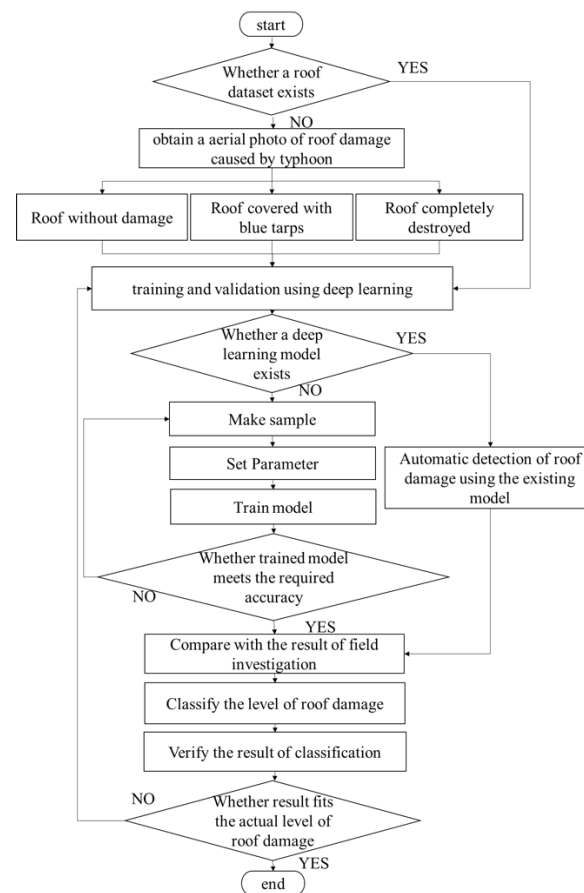 start
Whether a roof
dataset exists
YES
NO
obtain a aerial photo of roof damage
caused by typhoon
Roof without damage
Roof covered with
blue tarps
Roof completely
destroyed
training and validation using deep learning
Whether a deep
learning model
exists
YES
NO
Make sample
Set Parameter
Train model
Automatic detection of roof
damage using the existing
model
Whether trained model
meets the required
accuracy
NO
YES
Compare with the result of field
investigation
Classify the level of roof damage
Verify the result of classification
NO
Whether result fits
the actual level of
roof damage
YES
end